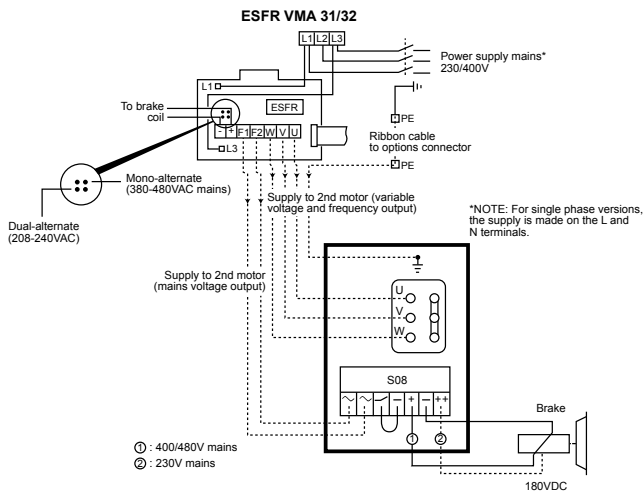 ESFR VMA 31/32
L1 L2 L3
Power supply mains*
230/400V
L1
ESFR
To brake
coil
- + F1 F2 W V U
L3
PE
Ribbon cable
to options connector
PE
Mono-alternate
(380-480VAC mains)
Dual-alternate
(208-240VAC)
Supply to 2nd motor (variable
voltage and frequency output)
*NOTE: For single phase versions,
the supply is made on the L and
N terminals.
Supply to 2nd motor
(mains voltage output)
U
V
W
S08
+ ++
Brake
1 2
1 : 400/480V mains
2 : 230V mains
180VDC